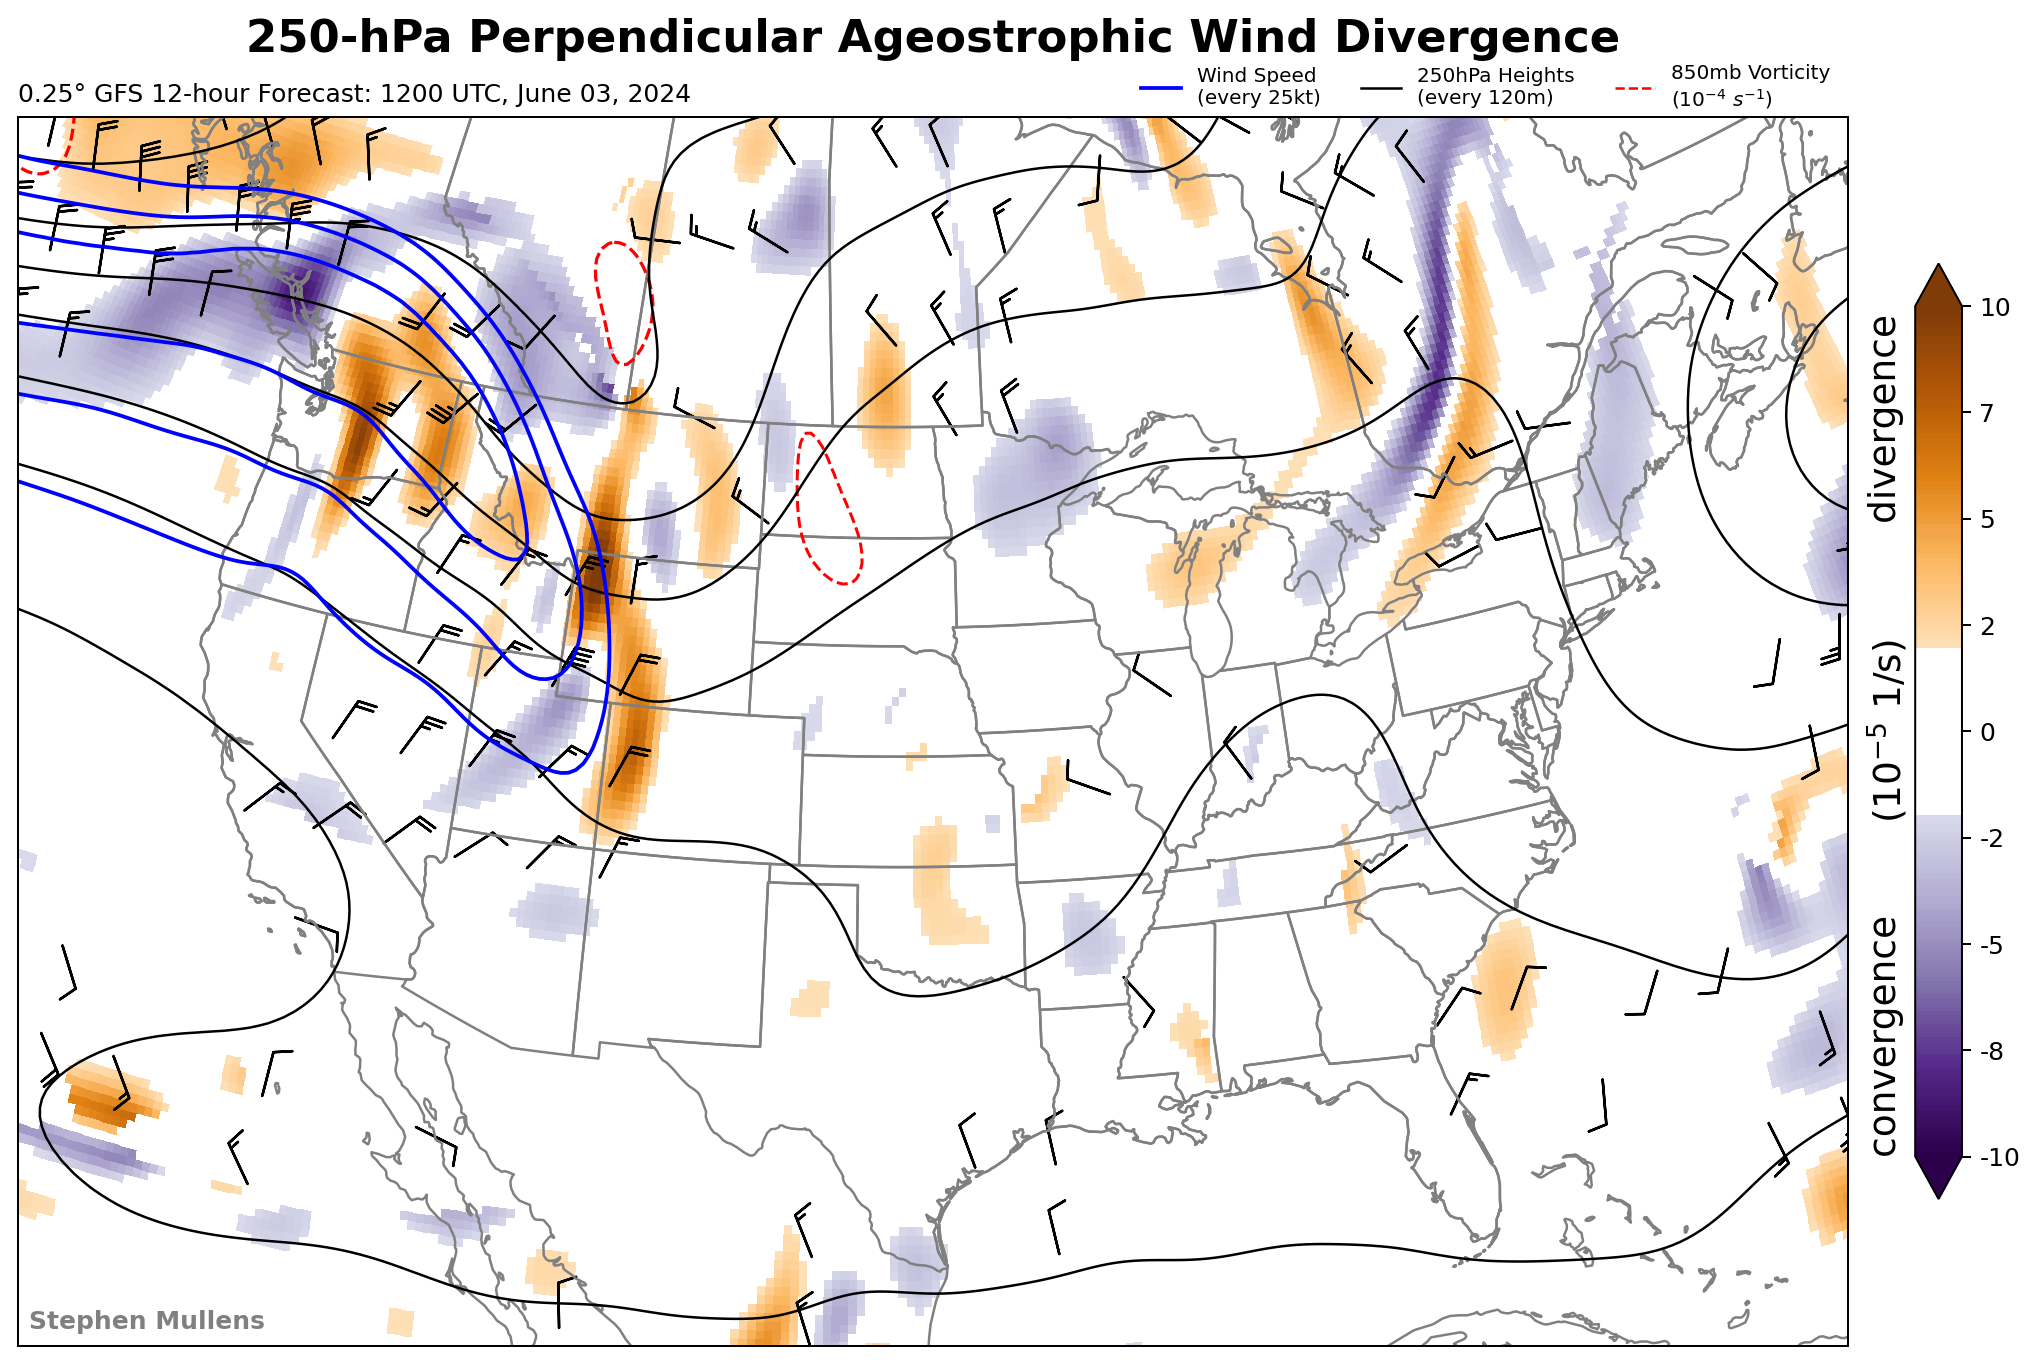 250-hPa Perpendicular Ageostrophic Wind Divergence
0.25° GFS 12-hour Forecast: 1200 UTC, June 03, 2024
Wind Speed
(every 25kt)
250hPa Heights
(every 120m)
850mb Vorticity
(10⁻⁴ s⁻¹)
10
7
5
2
0
-2
-5
-8
-10
convergence (10⁻⁵ 1/s) divergence
Stephen Mullens